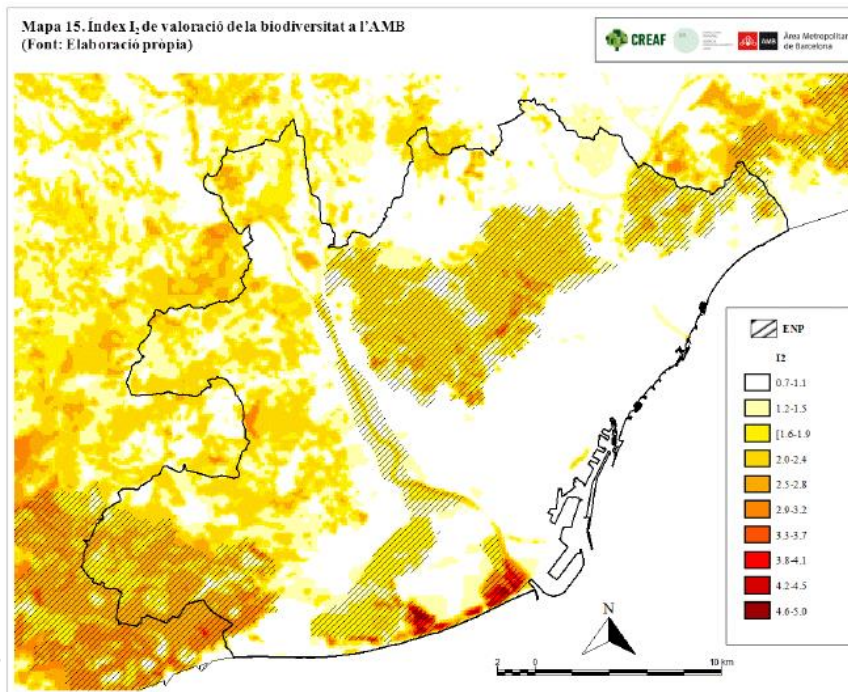 Mapa 15. Índex I₂ de valoració de la biodiversitat a l'AMB
(Font: Elaboració pròpia)
CREAF
AMB
Àrea Metropolitana
de Barcelona
ENP
I2
0.7-1.1
1.2-1.5
[1.6-1.9
2.0-2.4
2.5-2.8
2.9-3.2
3.3-3.7
3.8-4.1
4.2-4.5
4.6-5.0
N
2 0 10 km